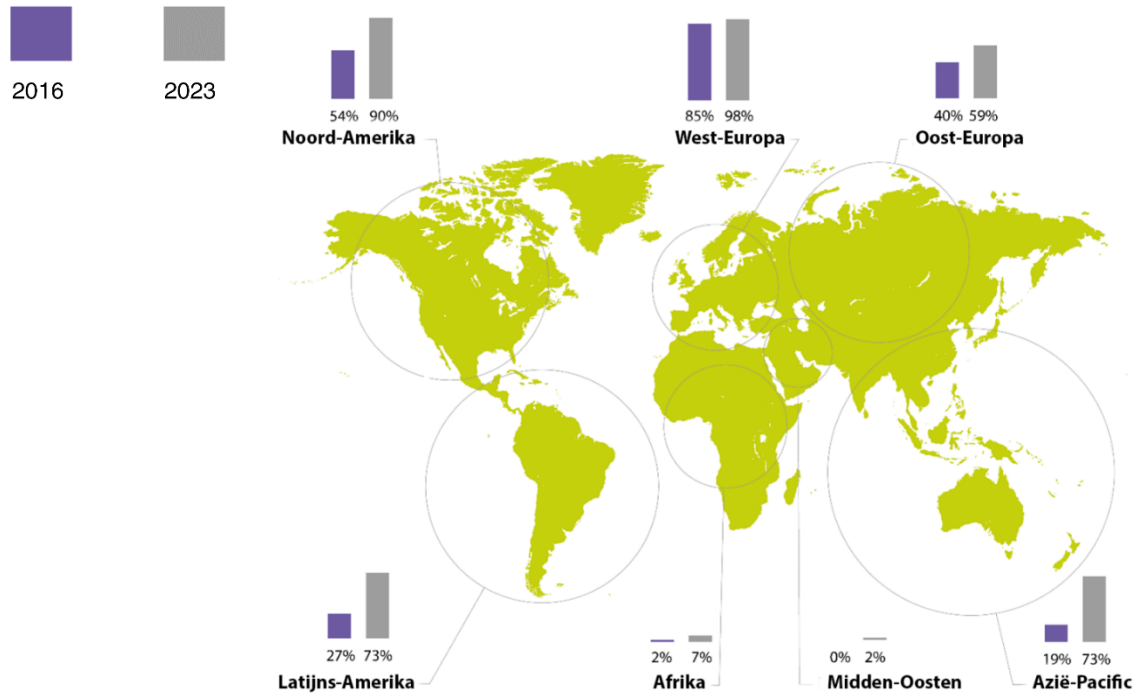 2016 2023
54% 90%
Noord-Amerika
85% 98%
West-Europa
40% 59%
Oost-Europa
27% 73%
Latijns-Amerika
2% 7%
Afrika
0% 2%
Midden-Oosten
19% 73%
Azië-Pacific